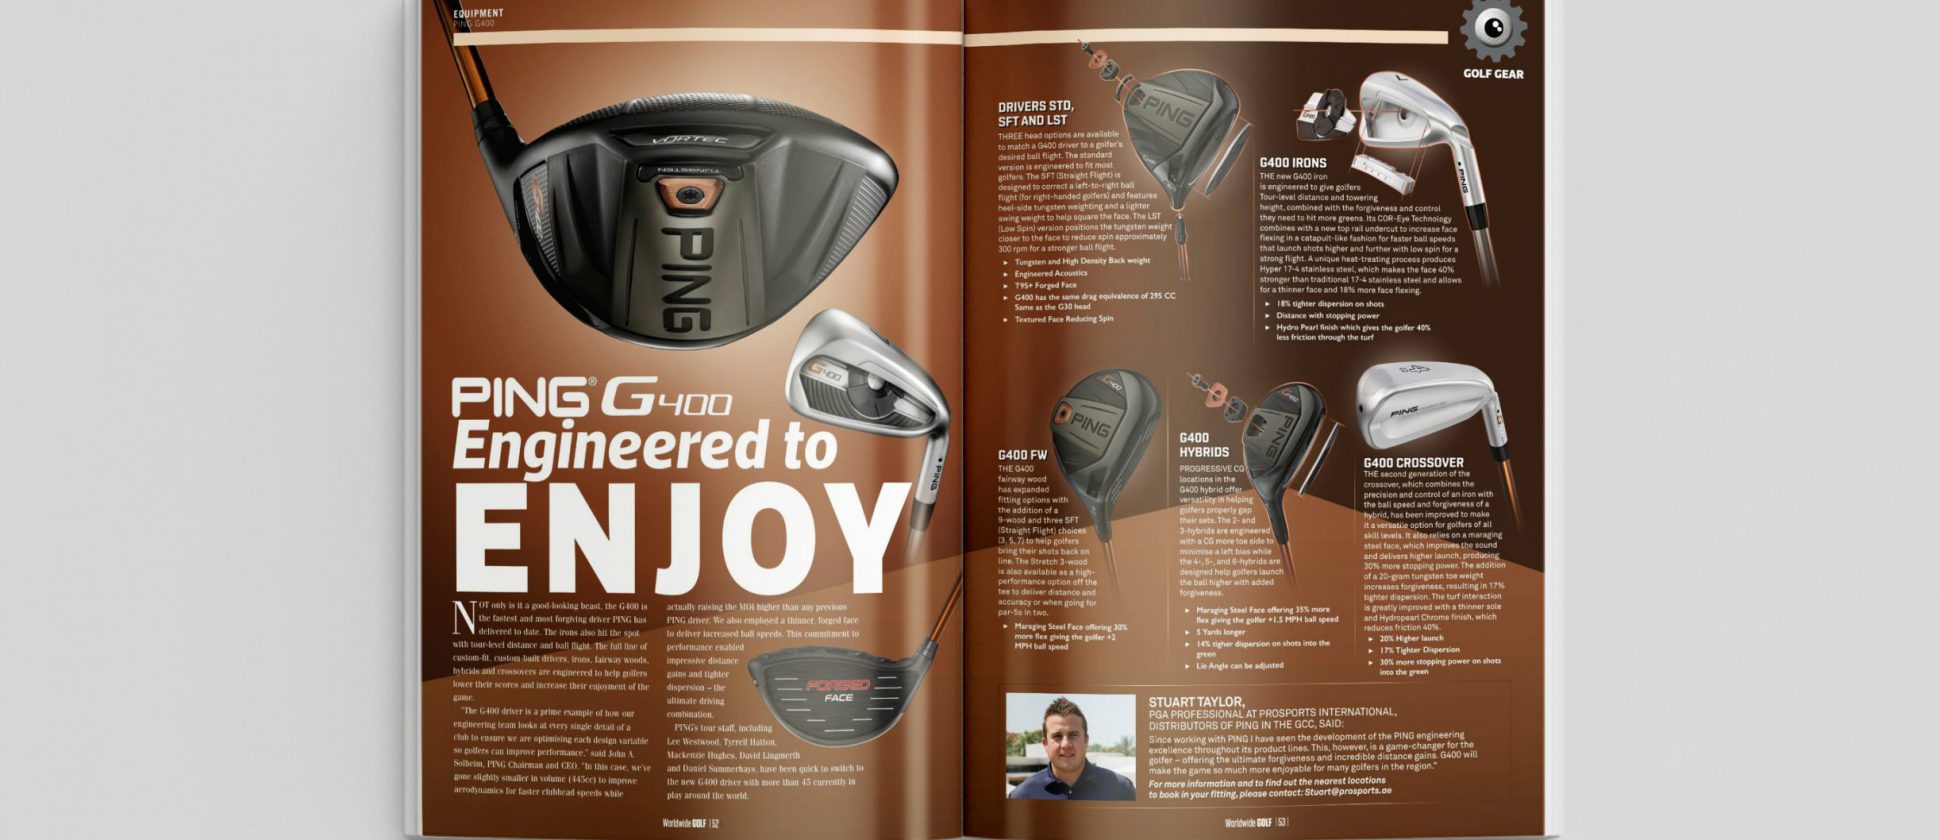 EQUIPMENT
PING G400
VORTEC
TUNGSTEN
PING
G400
PING
PING® G400
Engineered to
ENJOY
NOT only is it a good-looking beast, the G400 is
the fastest and most forgiving driver PING has
delivered to date. The irons also hit the spot
with tour-level distance and ball flight. The full line of
custom-fit, custom-built drivers, irons, fairway woods,
hybrids and crossovers are engineered to help golfers
lower their scores and increase their enjoyment of the
game.
"The G400 driver is a prime example of how our
engineering team looks at every single detail of a
club to ensure we are optimising each design variable
so golfers can improve performance," said John A.
Solheim, PING Chairman and CEO. "In this case, we've
gone slightly smaller in volume (445cc) to improve
aerodynamics for faster clubhead speeds while
actually raising the MOI higher than any previous
PING driver. We also employed a thinner, forged face
to deliver increased ball speeds. This commitment to
performance enabled
impressive distance
gains and tighter
dispersion – the
ultimate driving
combination.
PING's tour staff, including
Lee Westwood, Tyrrell Hatton,
Mackenzie Hughes, David Lingmerth
and Daniel Summerhays, have been quick to switch to
the new G400 driver with more than 45 currently in
play around the world.
FORGED
FACE
Worldwide GOLF | 52
GOLF GEAR
DRIVERS STD,
SFT AND LST
THREE head options are available
to match a G400 driver to a golfer's
desired ball flight. The standard
version is engineered to fit most
golfers. The SFT (Straight Flight) is
designed to correct a left-to-right ball
flight (for right-handed golfers) and features
heel-side tungsten weighting and a lighter
swing weight to help square the face. The LST
(Low Spin) version positions the tungsten weight
closer to the face to reduce spin approximately
300 rpm for a stronger ball flight.
► Tungsten and High Density Back weight
► Engineered Acoustics
► T9S+ Forged Face
► G400 has the same drag equivalence of 295 CC
Same as the G30 head
► Textured Face Reducing Spin
PING
G400 IRONS
THE new G400 iron
is engineered to give golfers
Tour-level distance and towering
height, combined with the forgiveness and control
they need to hit more greens. Its COR-Eye Technology
combines with a new top rail undercut to increase face
flexing in a catapult-like fashion for faster ball speeds
that launch shots higher and further with low spin for a
strong flight. A unique heat-treating process produces
Hyper 17-4 stainless steel, which makes the face 40%
stronger than traditional 17-4 stainless steel and allows
for a thinner face and 18% more face flexing.
► 18% tighter dispersion on shots
► Distance with stopping power
► Hydro Pearl finish which gives the golfer 40%
less friction through the turf
PING
G400 FW
THE G400
fairway wood
has expanded
fitting options with
the addition of a
9-wood and three SFT
(Straight Flight) choices
(3, 5, 7) to help golfers
bring their shots back on
line. The Stretch 3-wood
is also available as a high-
performance option off the
tee to deliver distance and
accuracy or when going for
par-5s in two.
► Maraging Steel Face offering 30%
more flex giving the golfer +2
MPH ball speed
G400
PING
G400
HYBRIDS
PROGRESSIVE CG
locations in the
G400 hybrid offer
versatility in helping
golfers properly gap
their sets. The 2- and
3-hybrids are engineered
with a CG more toe side to
minimise a left bias while
the 4-, 5-, and 6-hybrids are
designed help golfers launch
the ball higher with added
forgiveness.
► Maraging Steel Face offering 35% more
flex giving the golfer +1.5 MPH ball speed
► 5 Yards longer
► 14% tigher dispersion on shots into the
green
► Lie Angle can be adjusted
G400
PING
G400 CROSSOVER
THE second generation of the
crossover, which combines the
precision and control of an iron with
the ball speed and forgiveness of a
hybrid, has been improved to make
it a versatile option for golfers of all
skill levels. It also relies on a maraging
steel face, which improves the sound
and delivers higher launch, producing
30% more stopping power. The addition
of a 20-gram tungsten toe weight
increases forgiveness, resulting in 17%
tighter dispersion. The turf interaction
is greatly improved with a thinner sole
and Hydropearl Chrome finish, which
reduces friction 40%.
► 20% Higher launch
► 17% Tighter Dispersion
► 30% more stopping power on shots
into the green
PING
STUART TAYLOR,
PGA PROFESSIONAL AT PROSPORTS INTERNATIONAL,
DISTRIBUTORS OF PING IN THE GCC, SAID:
Since working with PING I have seen the development of the PING engineering
excellence throughout its product lines. This, however, is a game-changer for the
golfer – offering the ultimate forgiveness and incredible distance gains. G400 will
make the game so much more enjoyable for many golfers in the region."
For more information and to find out the nearest locations
to book in your fitting, please contact: Stuart@prosports.ae
Worldwide GOLF | 53 |